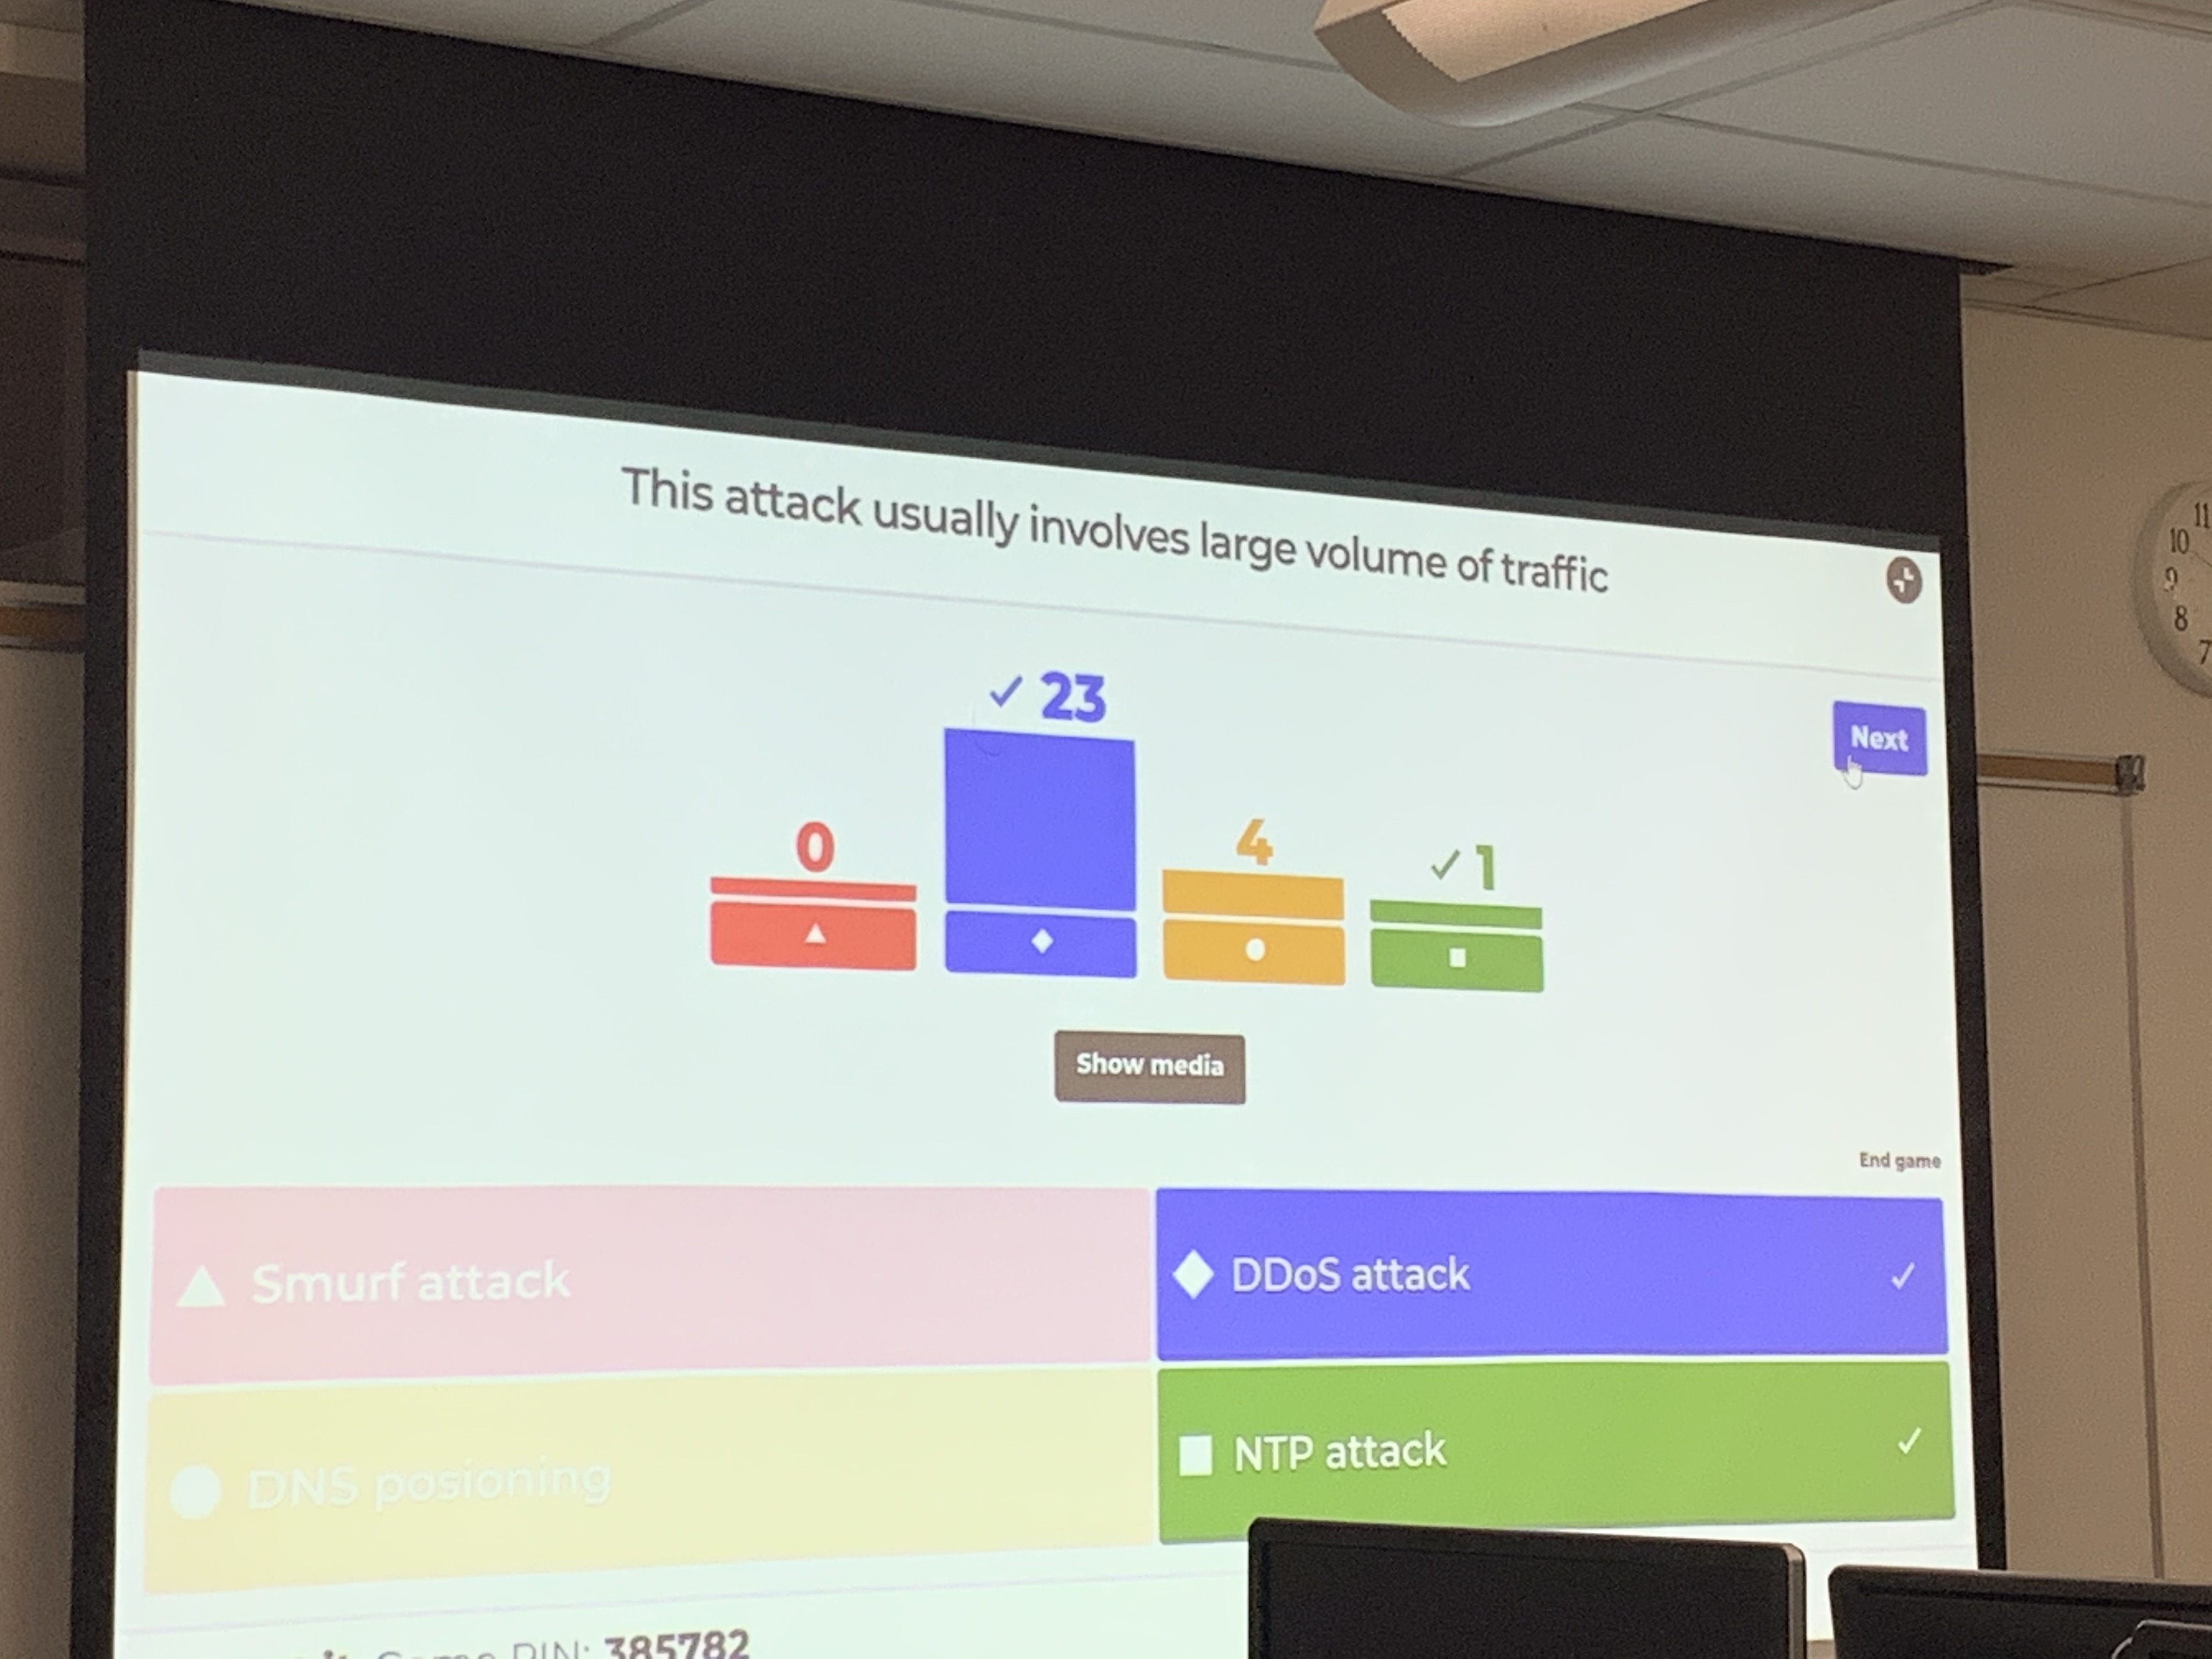 This attack usually involves large volume of traffic
Next
0
✓ 23
4
✓ 1
Show media
End game
Smurf attack
DDoS attack ✓
DNS posioning
NTP attack ✓
Game PIN: 385782
11
10
9
8
7